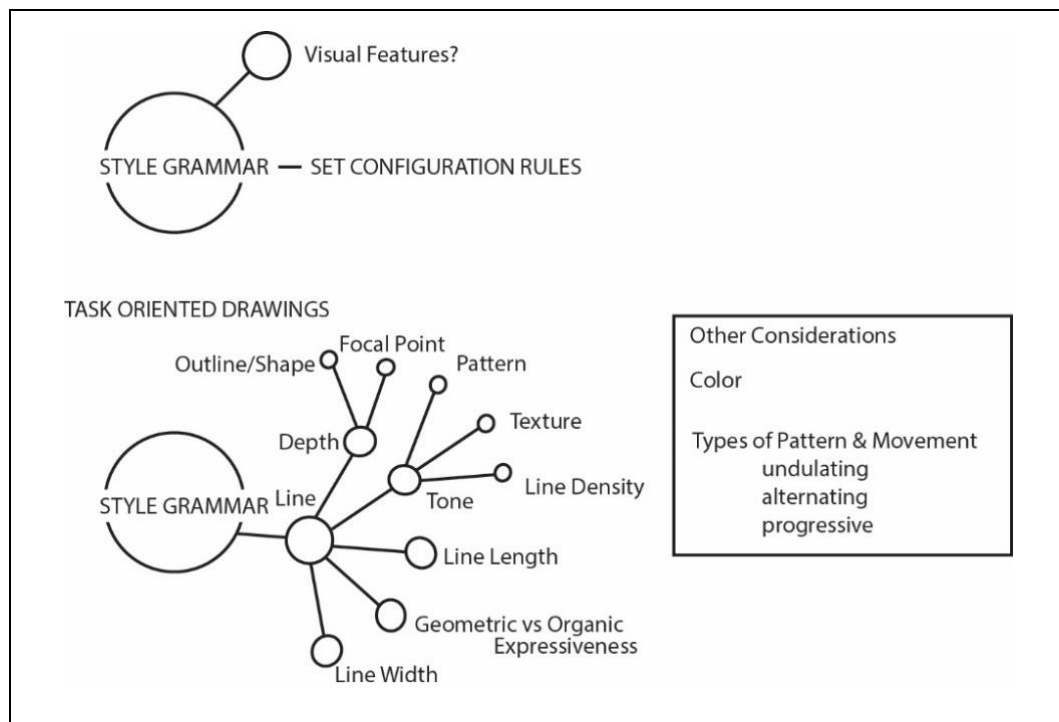 Visual Features?
STYLE GRAMMAR — SET CONFIGURATION RULES
TASK ORIENTED DRAWINGS
Focal Point
Outline/Shape
Pattern
Texture
Depth
Line Density
Tone
Line
STYLE GRAMMAR
Line Length
Geometric vs Organic
Expressiveness
Line Width
Other Considerations
Color
Types of Pattern & Movement
undulating
alternating
progressive